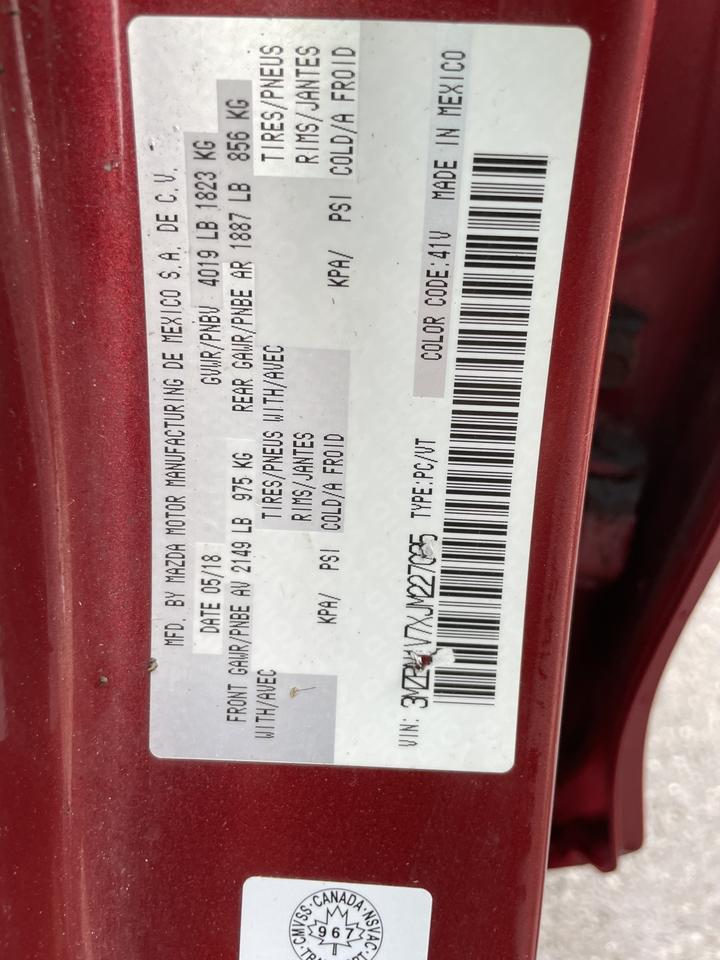 MFD. BY MAZDA MOTOR MANUFACTURING DE MEXICO S.A. DE C.V.
DATE 05/18 GVWR/PNBV 4019 LB 1823 KG
FRONT GAWR/PNBE AV 2149 LB 975 KG REAR GAWR/PNBE AR 1887 LB 856 KG
WITH/AVEC TIRES/PNEUS WITH/AVEC TIRES/PNEUS
RIMS/JANTES RIMS/JANTES
KPA/ PSI COLD/A FROID KPA/ PSI COLD/A FROID
COLOR CODE:41V MADE IN MEXICO
VIN: TYPE:PC/VT
CMVSS · CANADA · NSVAC
967